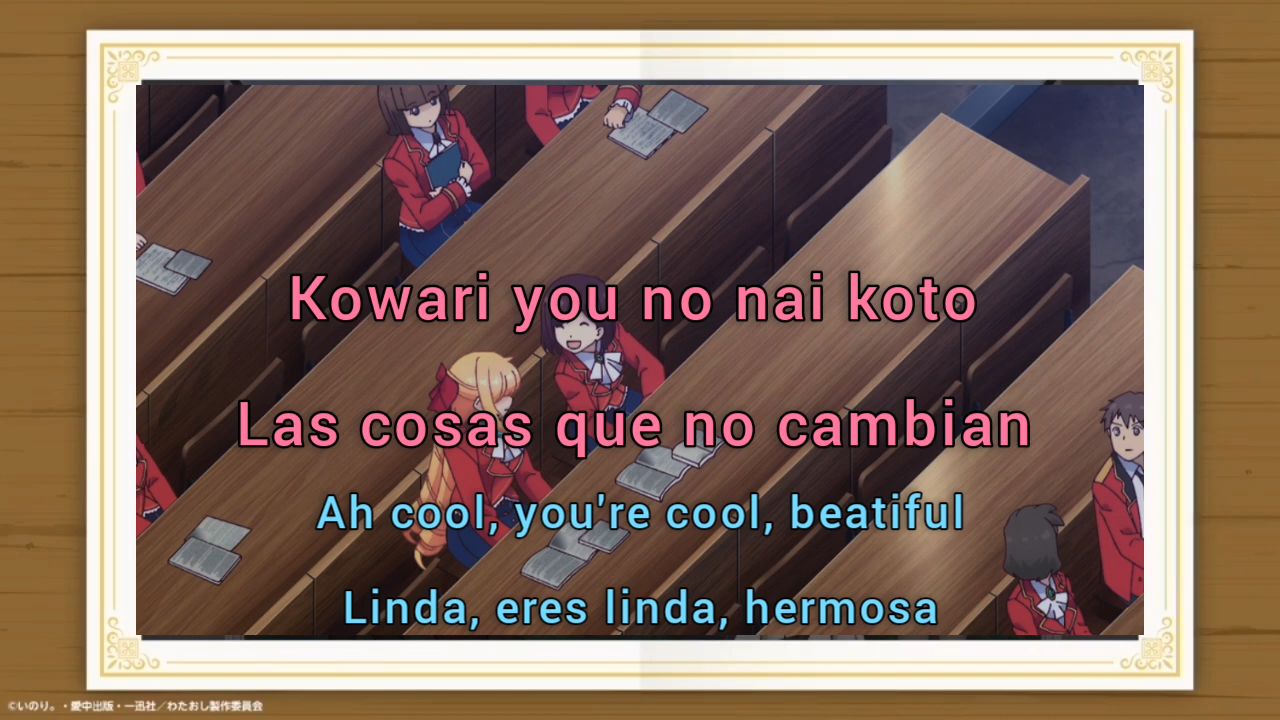 Kowari you no nai koto
Las cosas que no cambian
Ah cool, you're cool, beatiful
Linda, eres linda, hermosa
©いのり。・愛中出版・一迅社／わたおし製作委員会